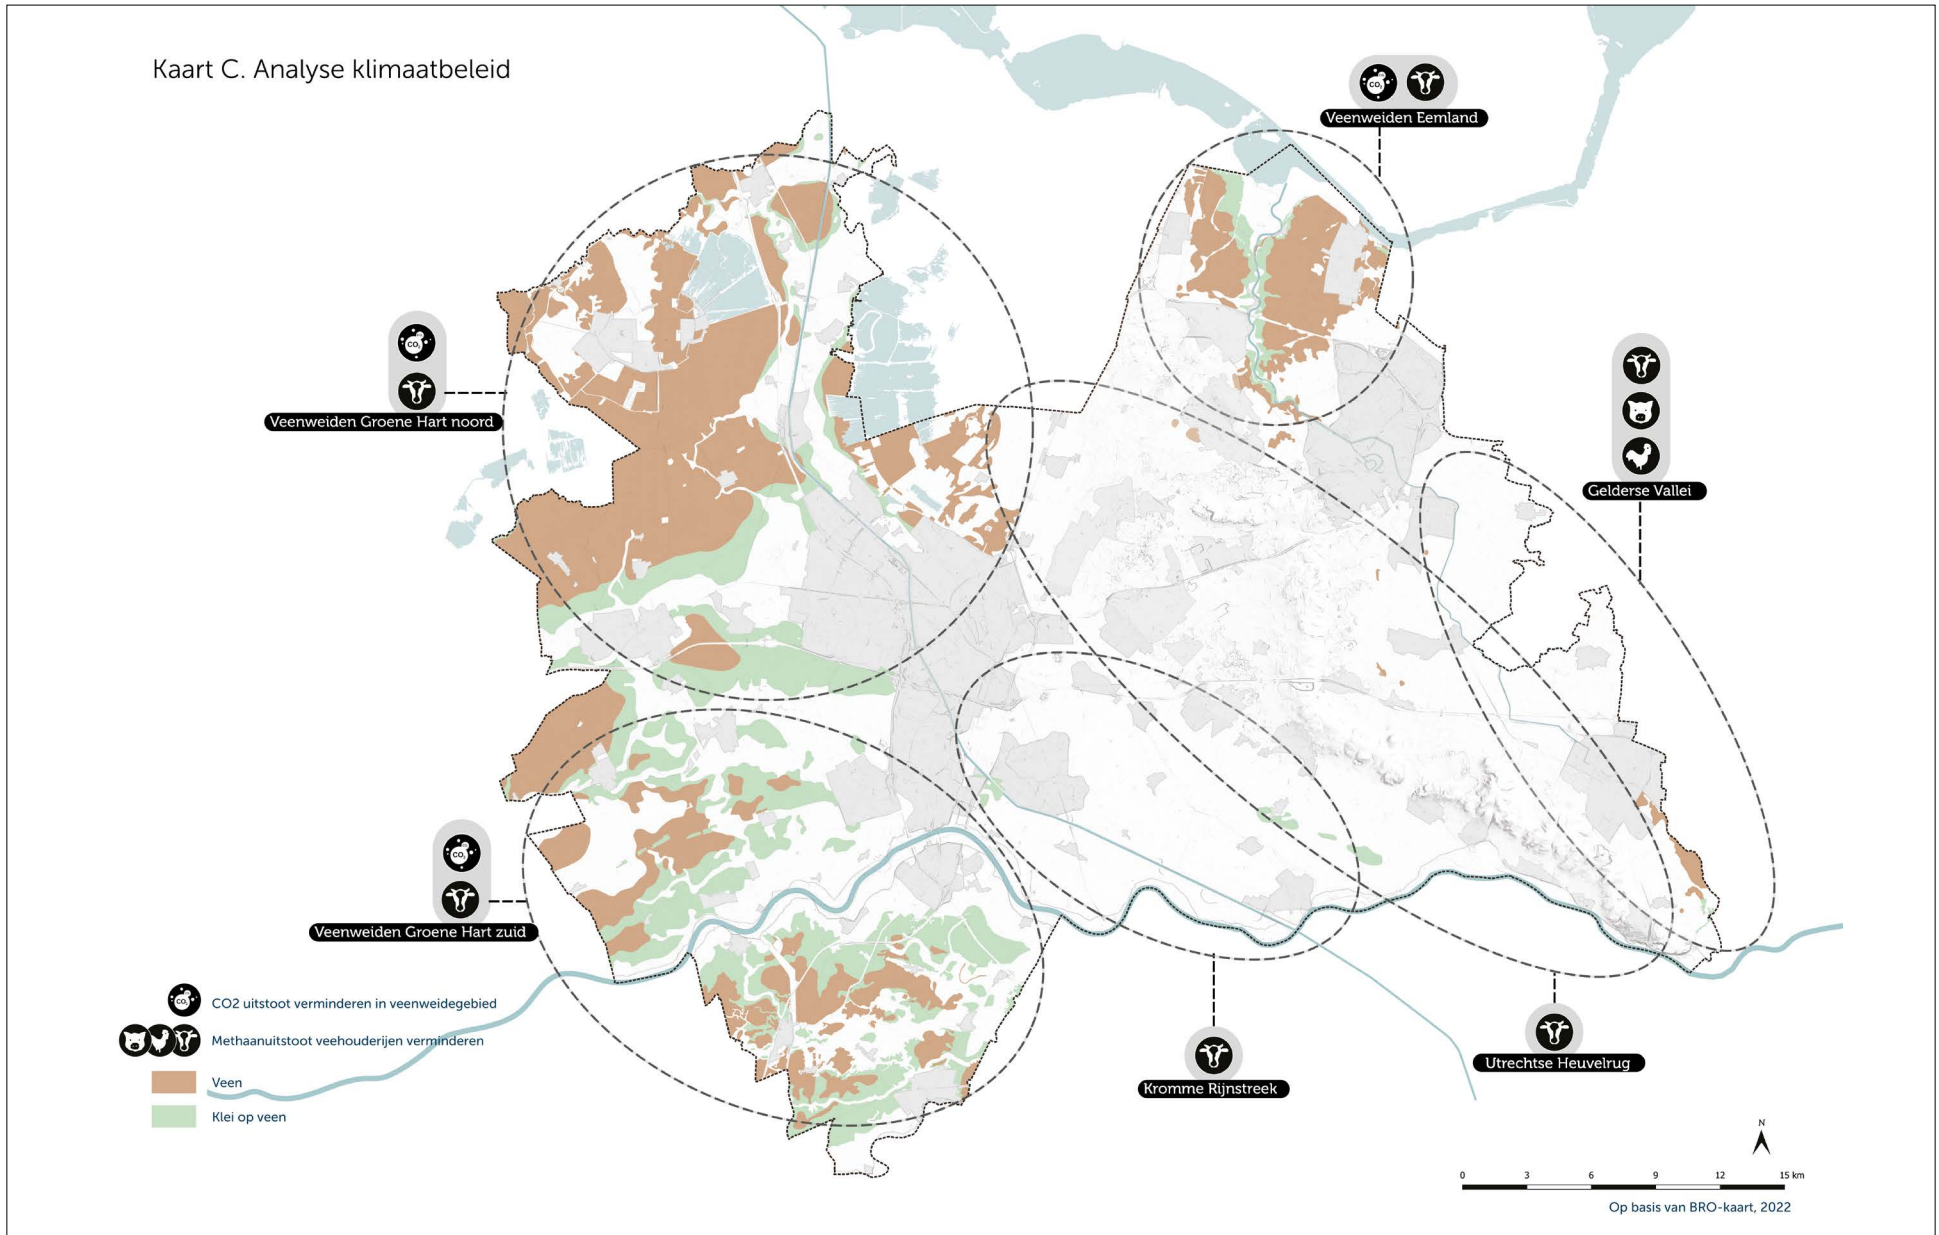 Kaart C. Analyse klimaatbeleid
Veenweiden Eemland
Veenweiden Groene Hart noord
Gelderse Vallei
Veenweiden Groene Hart zuid
CO2 uitstoot verminderen in veenweidegebied
Methaanuitstoot veehouderijen verminderen
Veen
Klei op veen
Kromme Rijnstreek
Utrechtse Heuvelrug
N
0 3 6 9 12 15 km
Op basis van BRO-kaart, 2022